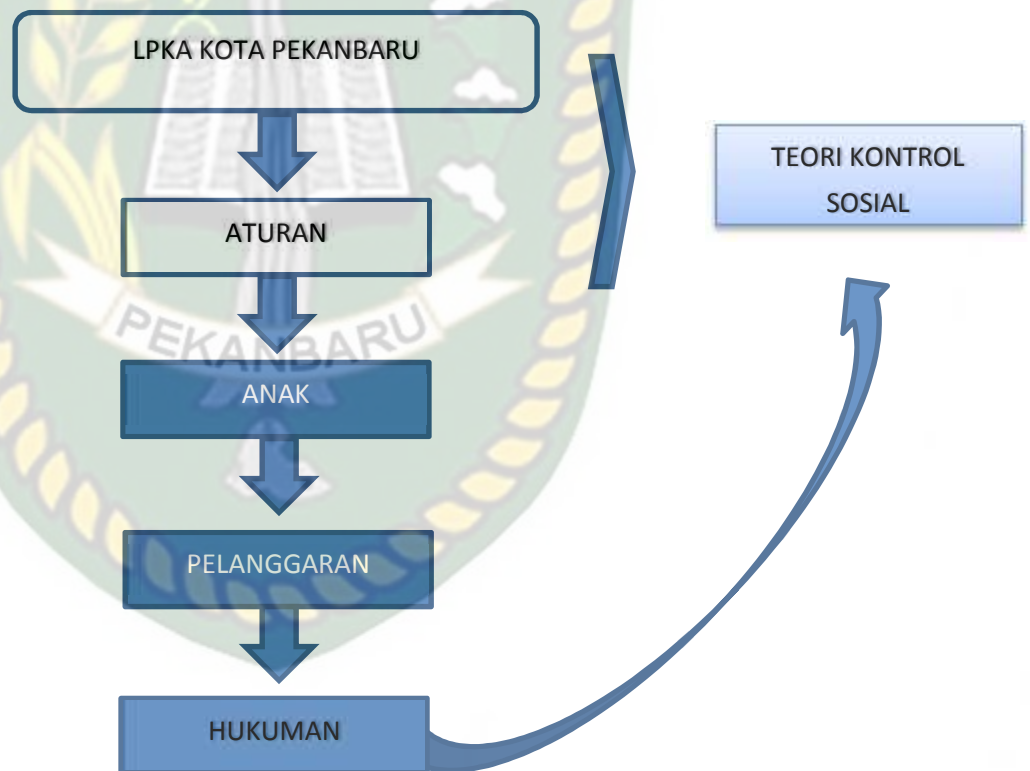 LPKA KOTA PEKANBARU
TEORI KONTROL
SOSIAL
ATURAN
PEKANBARU
ANAK
PELANGGARAN
HUKUMAN